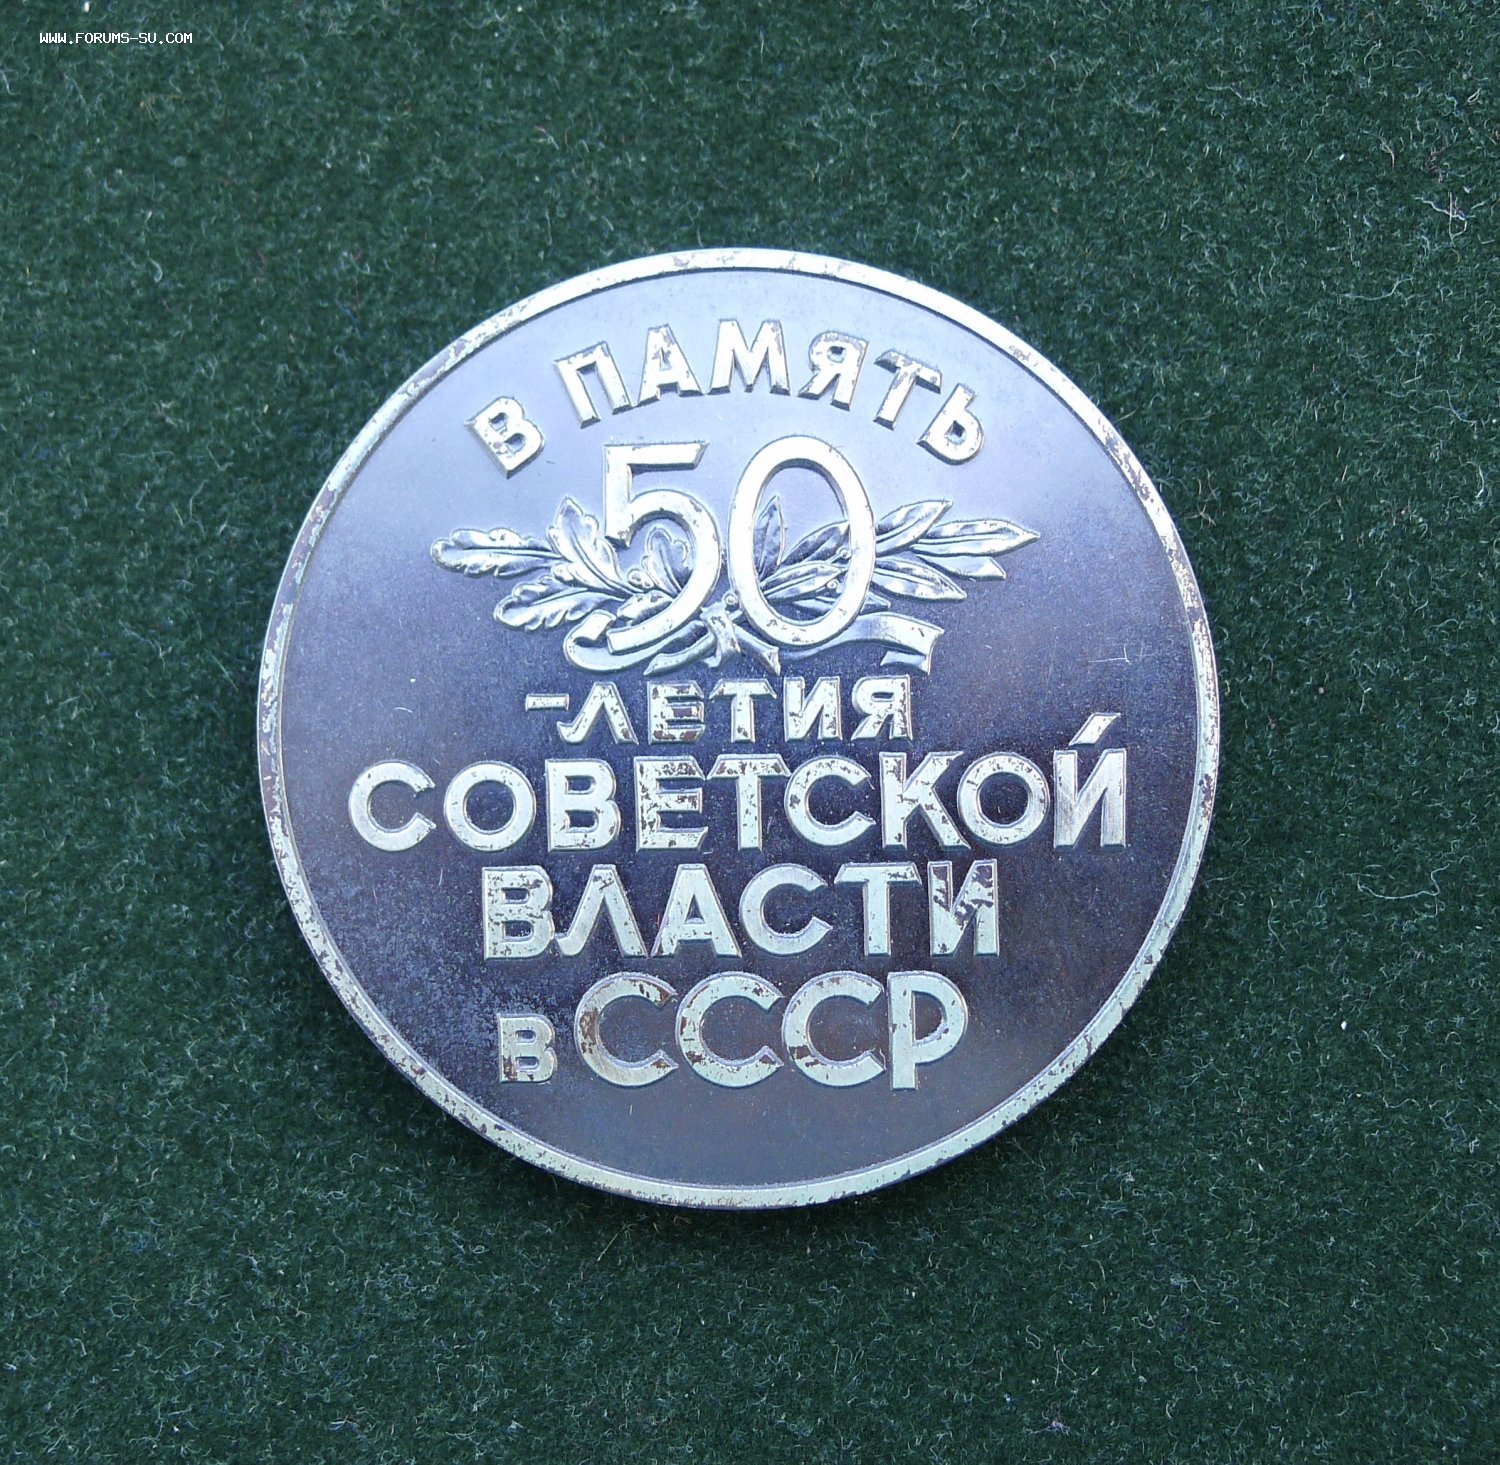 WWW.FORUMS-SU.COM
В ПАМЯТЬ
50
-ЛЕТИЯ
СОВЕТСКОЙ
ВЛАСТИ
в СССР